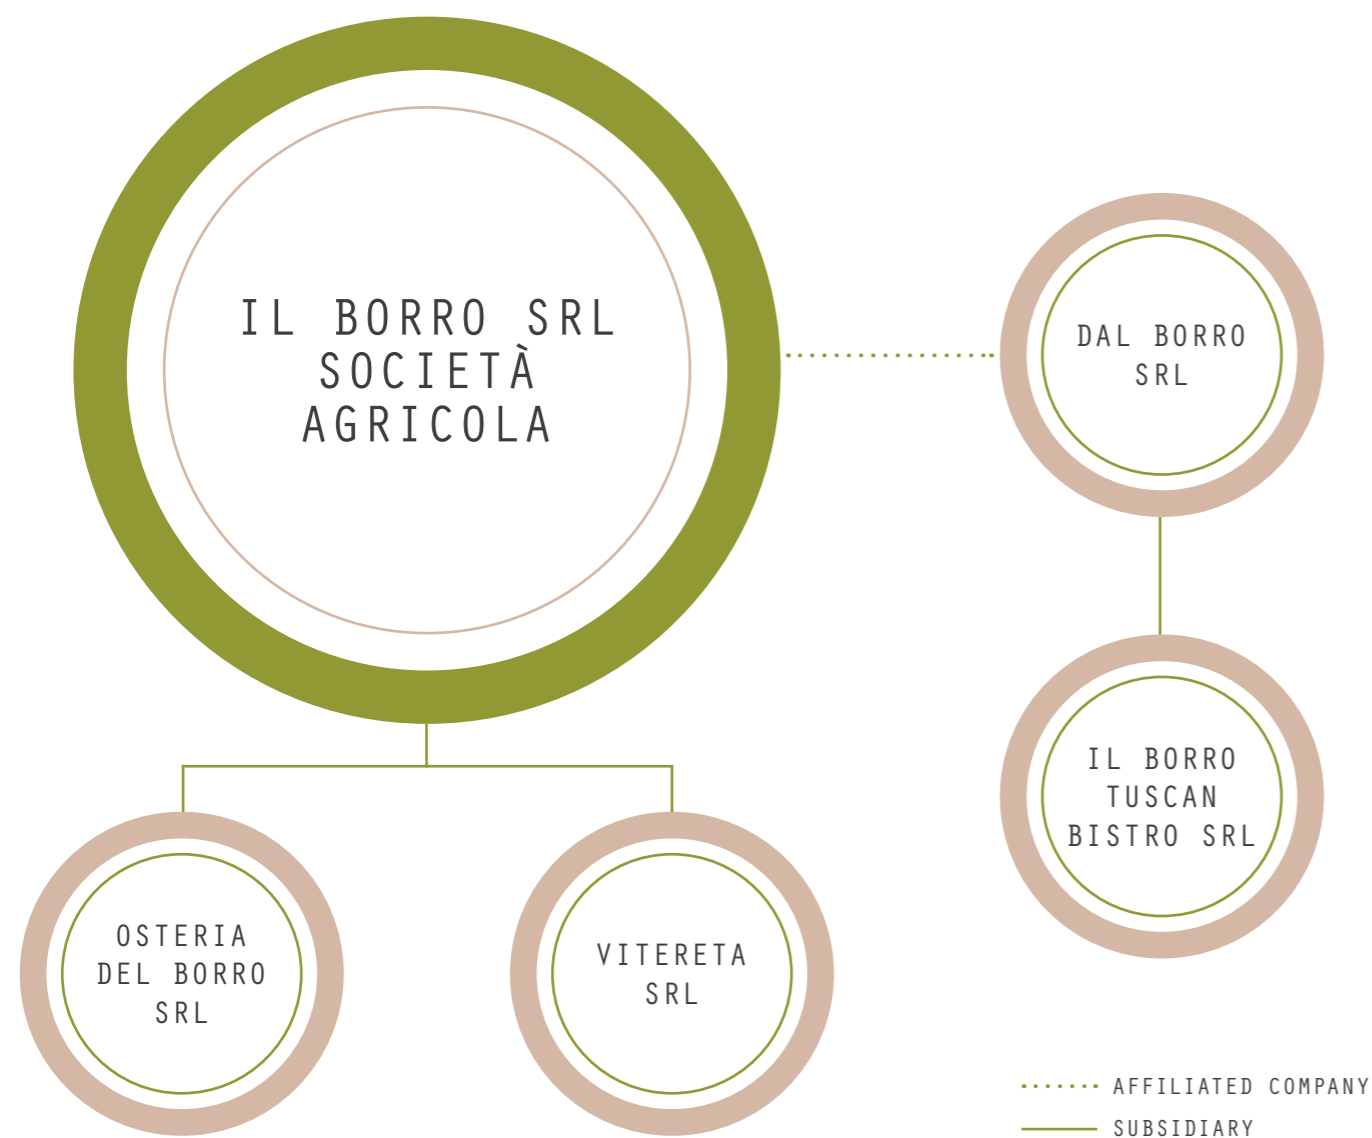 IL BORRO SRL
SOCIETÀ
AGRICOLA
DAL BORRO
SRL
IL BORRO
TUSCAN
BISTRO SRL
OSTERIA
DEL BORRO
SRL
VITERETA
SRL
AFFILIATED COMPANY
SUBSIDIARY